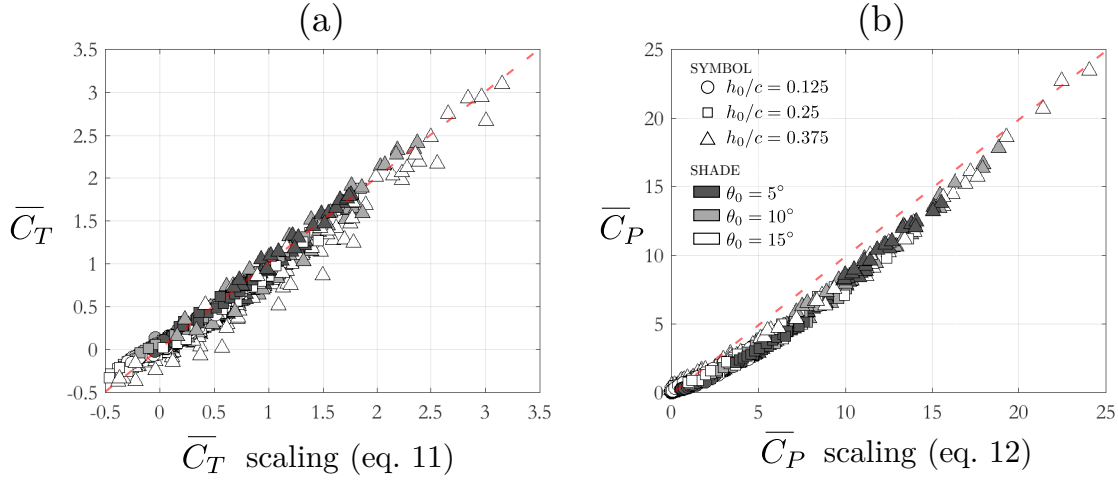 (a)
3.5
3
2.5
2
1.5
1
0.5
0
-0.5
-0.5 0 0.5 1 1.5 2 2.5 3 3.5
C̅_T
C̅_T scaling (eq. 11)
(b)
25
20
15
10
5
0
0 5 10 15 20 25
C̅_P
C̅_P scaling (eq. 12)
SYMBOL
h₀/c = 0.125
h₀/c = 0.25
h₀/c = 0.375
SHADE
θ₀ = 5°
θ₀ = 10°
θ₀ = 15°